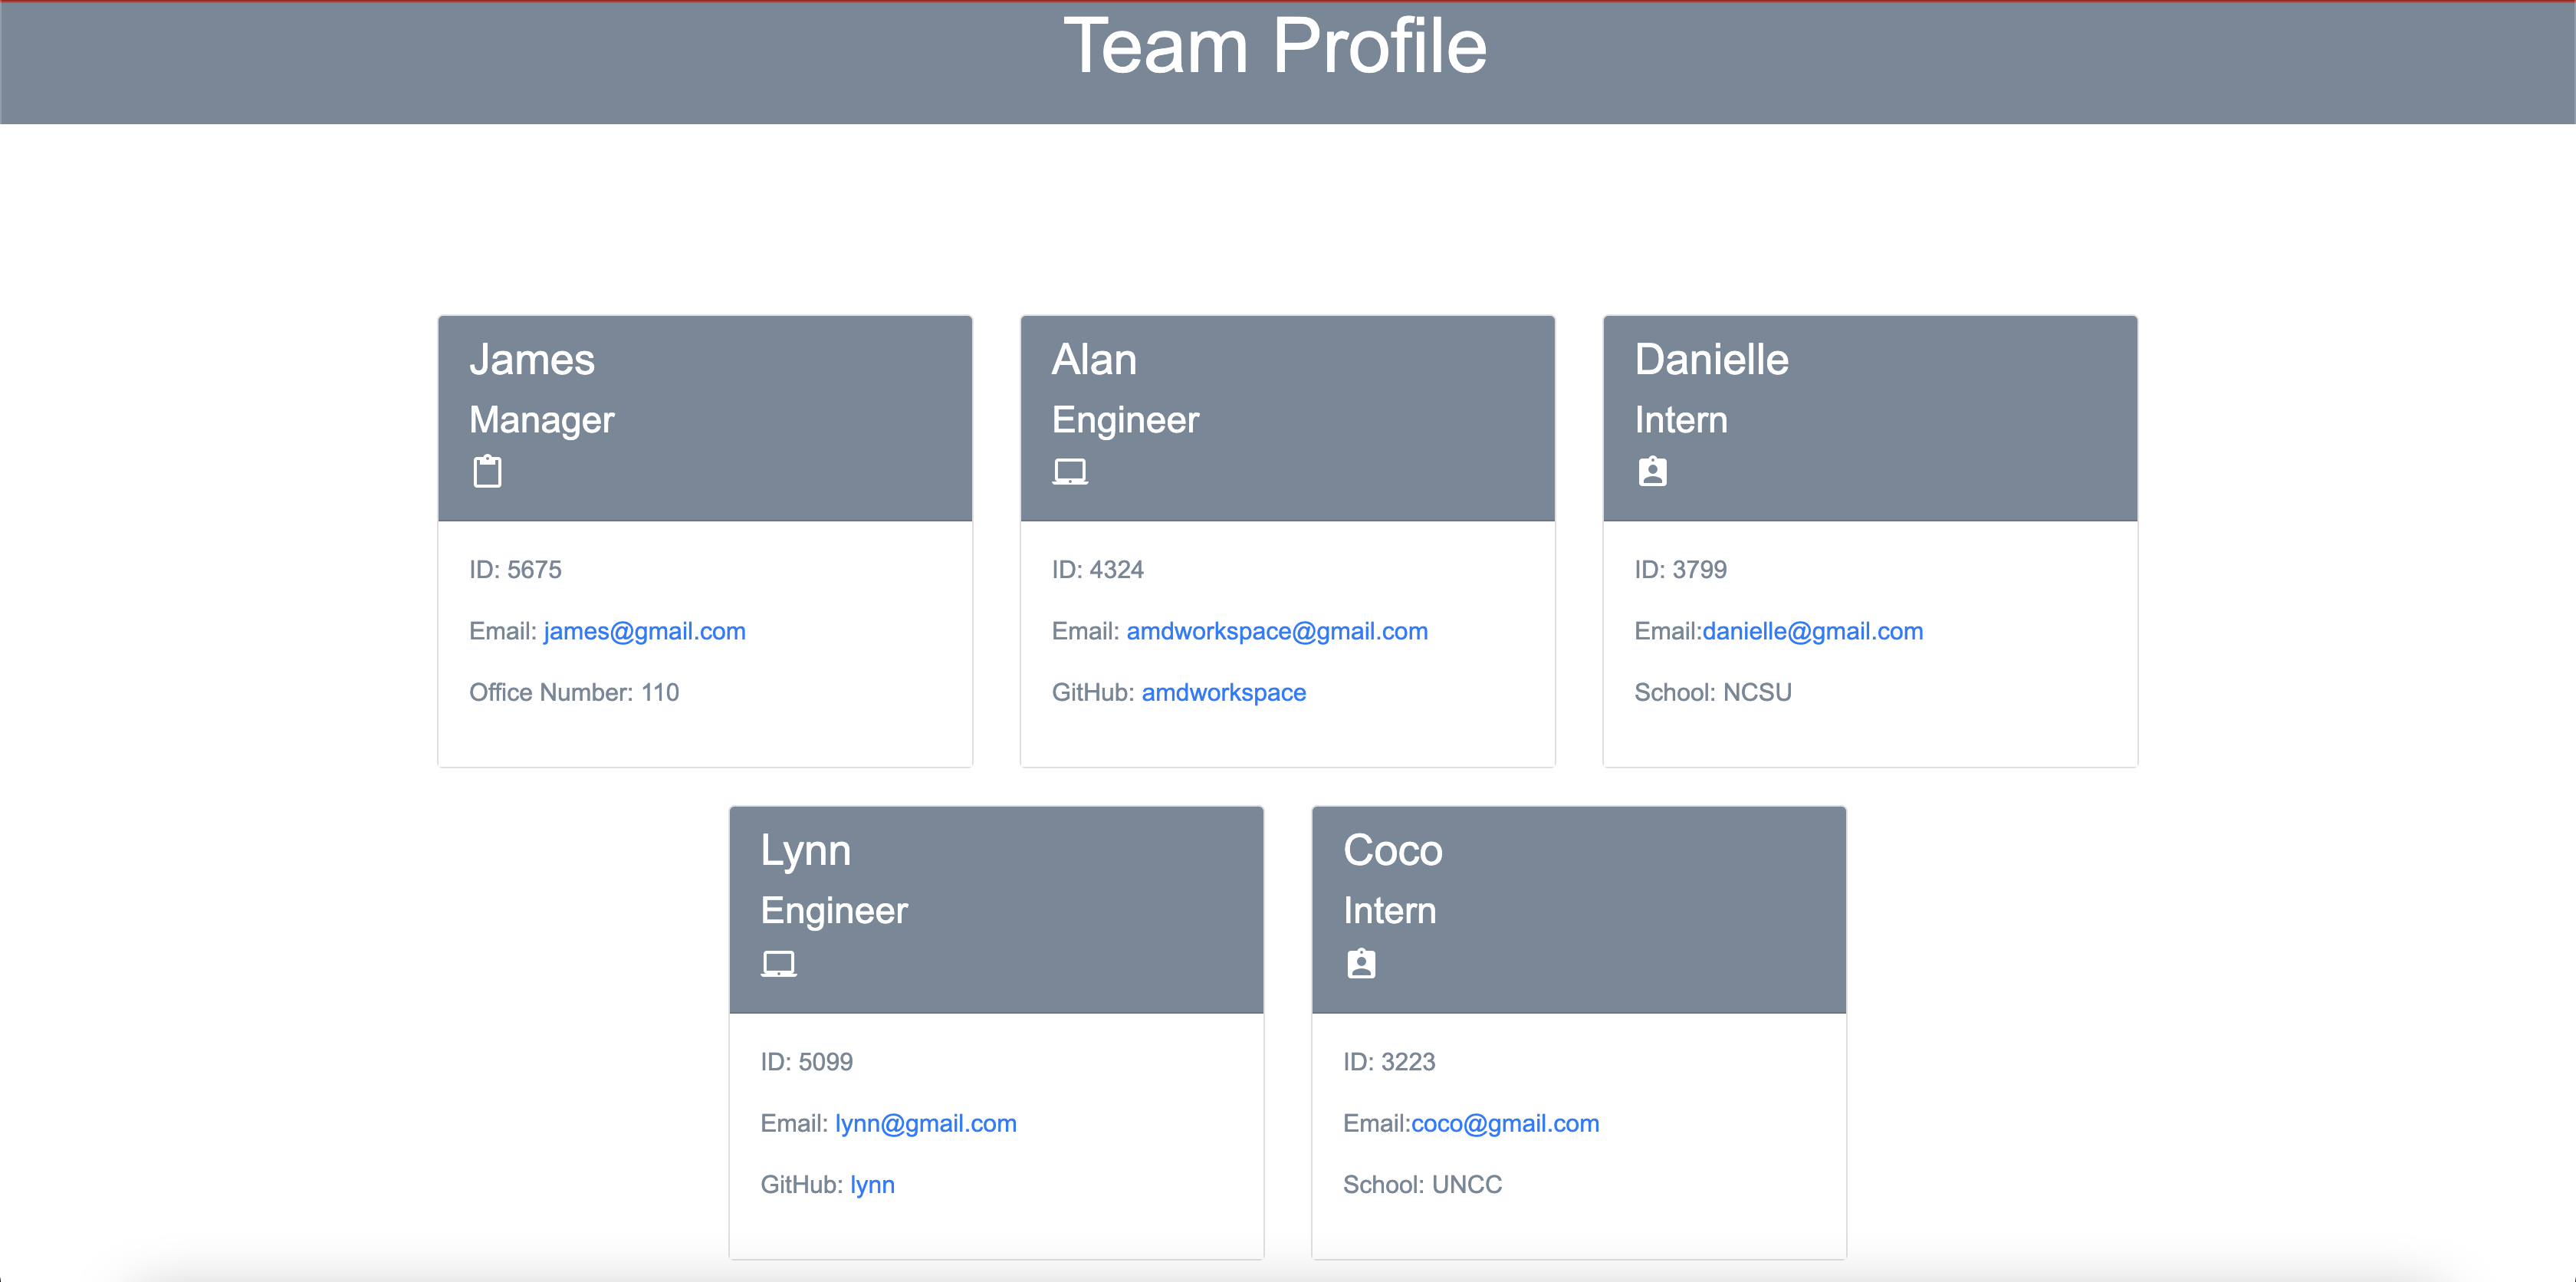 Team Profile
James
Manager
ID: 5675
Email: james@gmail.com
Office Number: 110
Alan
Engineer
ID: 4324
Email: amdworkspace@gmail.com
GitHub: amdworkspace
Danielle
Intern
ID: 3799
Email:danielle@gmail.com
School: NCSU
Lynn
Engineer
ID: 5099
Email: lynn@gmail.com
GitHub: lynn
Coco
Intern
ID: 3223
Email:coco@gmail.com
School: UNCC